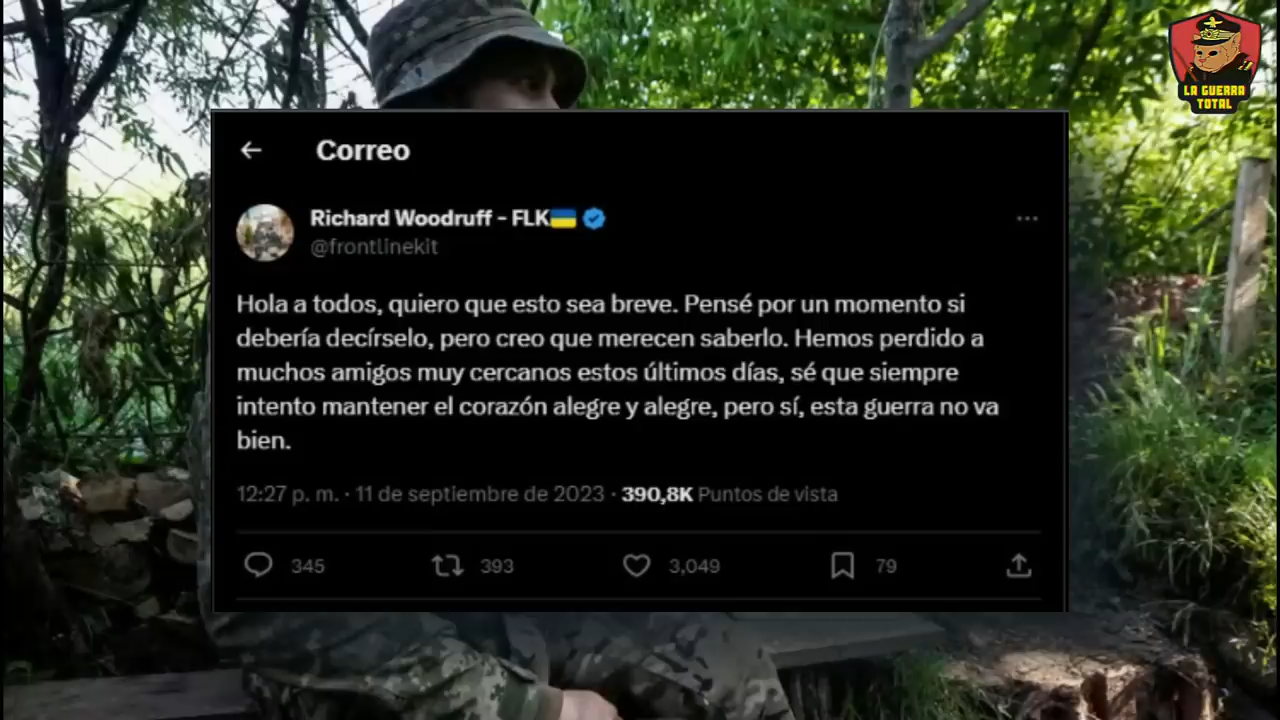 LA GUERRA
TOTAL
Correo
Richard Woodruff - FLK
@frontlinekit
Hola a todos, quiero que esto sea breve. Pensé por un momento si
debería decírselo, pero creo que merecen saberlo. Hemos perdido a
muchos amigos muy cercanos estos últimos días, sé que siempre
intento mantener el corazón alegre y alegre, pero sí, esta guerra no va
bien.
12:27 p. m. · 11 de septiembre de 2023 · 390,8K Puntos de vista
345 393 3,049 79